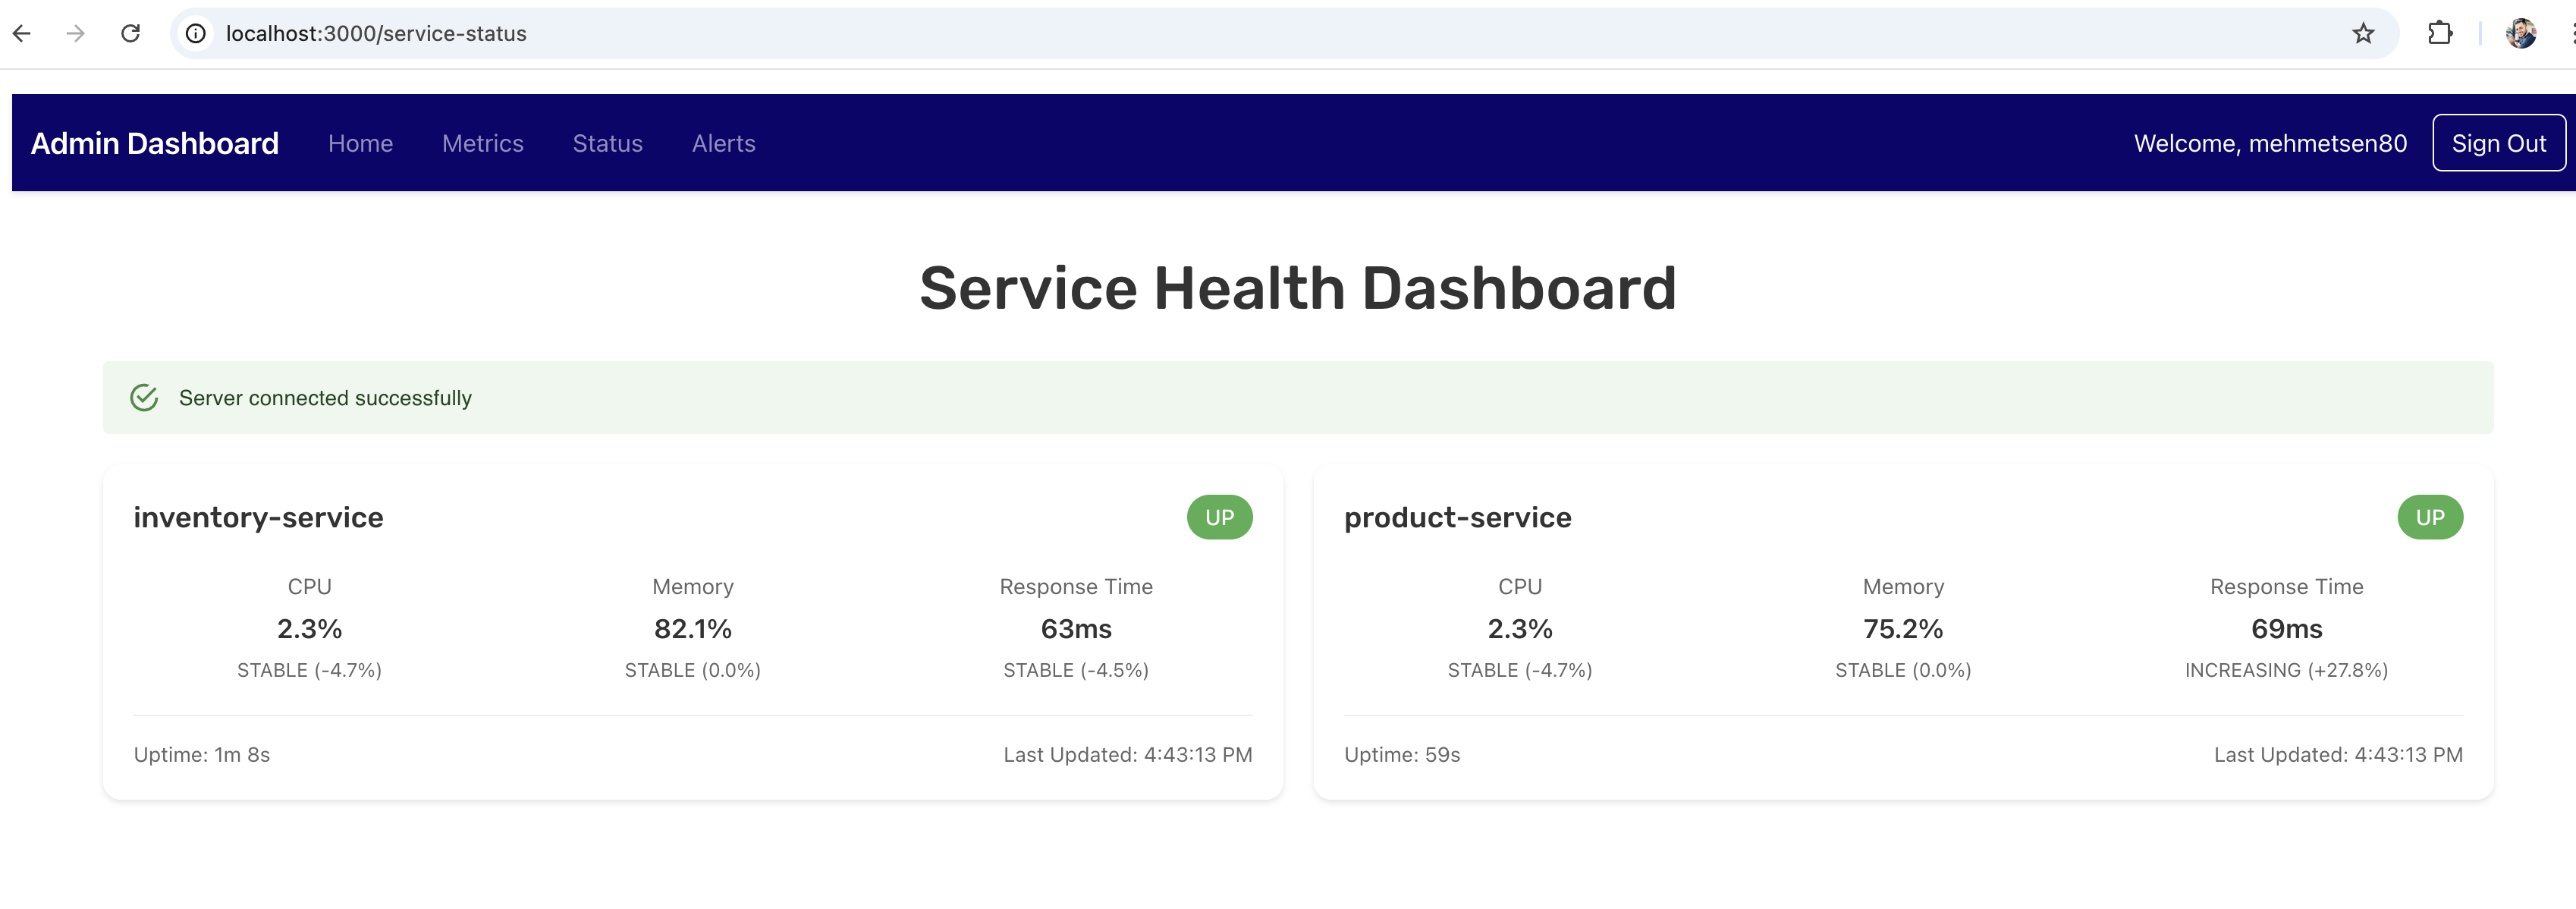 localhost:3000/service-status
Admin Dashboard Home Metrics Status Alerts Welcome, mehmetsen80 Sign Out
Service Health Dashboard
Server connected successfully
inventory-service UP
CPU Memory Response Time
2.3% 82.1% 63ms
STABLE (-4.7%) STABLE (0.0%) STABLE (-4.5%)
Uptime: 1m 8s Last Updated: 4:43:13 PM
product-service UP
CPU Memory Response Time
2.3% 75.2% 69ms
STABLE (-4.7%) STABLE (0.0%) INCREASING (+27.8%)
Uptime: 59s Last Updated: 4:43:13 PM